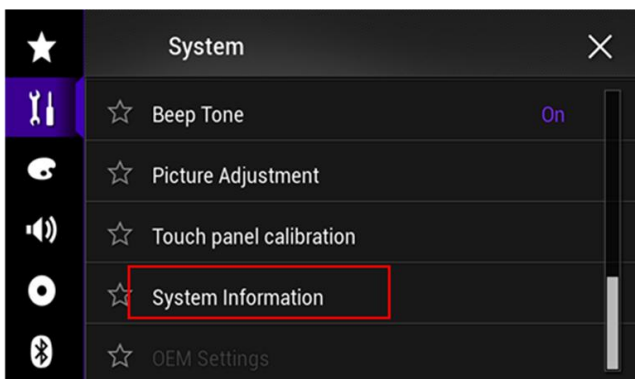 System
Beep Tone On
Picture Adjustment
Touch panel calibration
System Information
OEM Settings